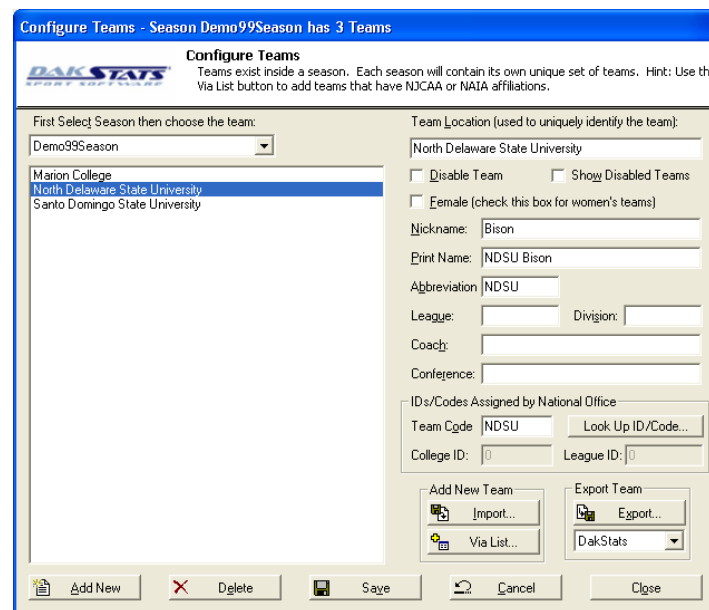 Configure Teams - Season Demo99Season has 3 Teams
Configure Teams
DAK STATS
SPORT SOFTWARE
Teams exist inside a season. Each season will contain its own unique set of teams. Hint: Use th
Via List button to add teams that have NJCAA or NAIA affiliations.
First Select Season then choose the team:
Demo99Season
Marion College
North Delaware State University
Santo Domingo State University
Team Location (used to uniquely identify the team):
North Delaware State University
Disable Team Show Disabled Teams
Female (check this box for women's teams)
Nickname: Bison
Print Name: NDSU Bison
Abbreviation NDSU
League: Division:
Coach:
Conference:
IDs/Codes Assigned by National Office
Team Code NDSU Look Up ID/Code...
College ID: 0 League ID: 0
Add New Team
Import...
Via List...
Export Team
Export...
DakStats
Add New Delete Save Cancel Close